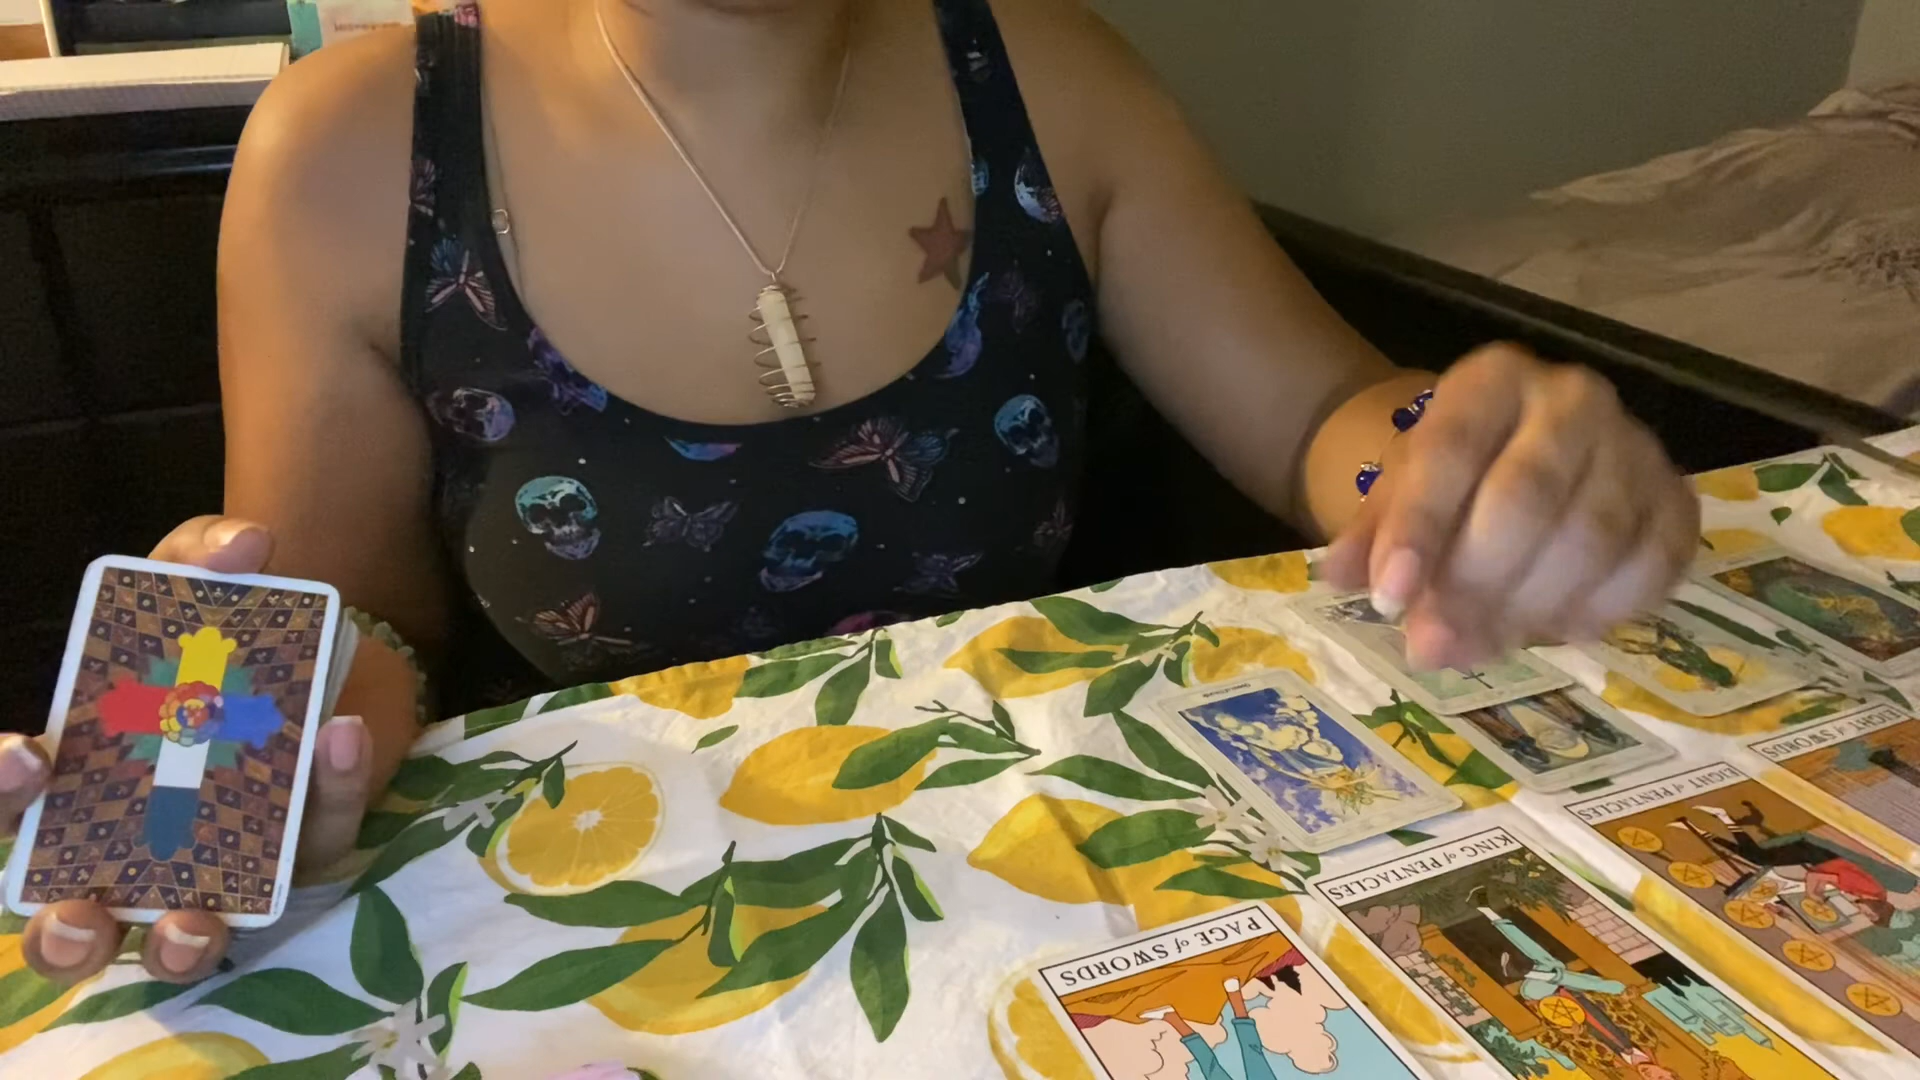 EIGHT of SWORDS
EIGHT of PENTACLES
KING of PENTACLES
PAGE of SWORDS